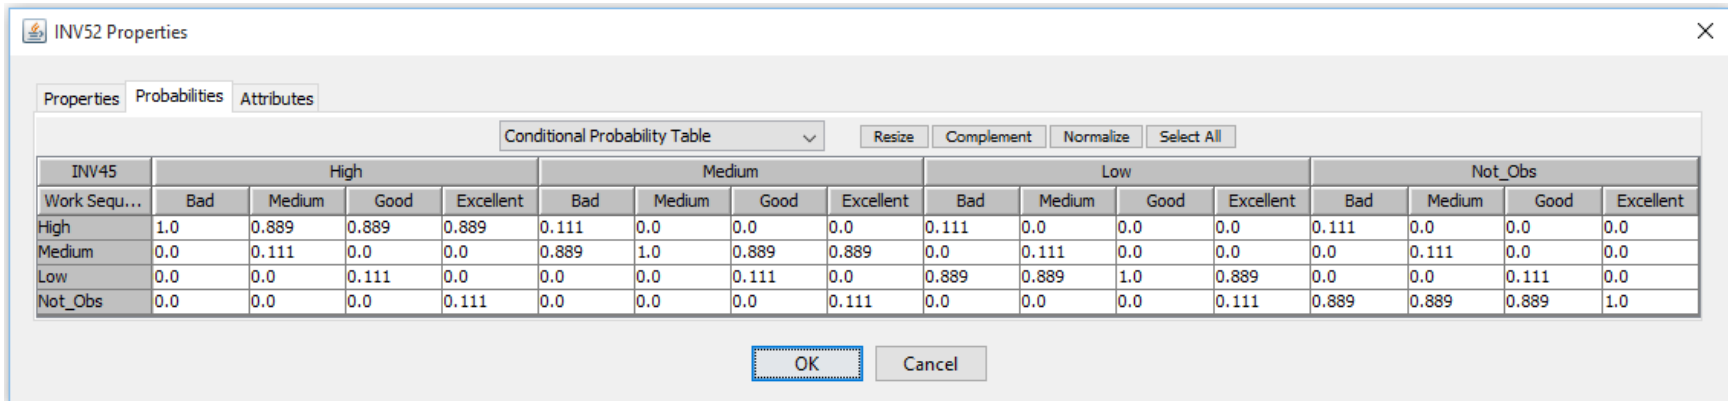 INV52 Properties
Properties Probabilities Attributes
Conditional Probability Table Resize Complement Normalize Select All
INV45 High Medium Low Not_Obs
Work Sequ... Bad Medium Good Excellent Bad Medium Good Excellent Bad Medium Good Excellent Bad Medium Good Excellent
High 1.0 0.889 0.889 0.889 0.111 0.0 0.0 0.0 0.111 0.0 0.0 0.0 0.111 0.0 0.0 0.0
Medium 0.0 0.111 0.0 0.0 0.889 1.0 0.889 0.889 0.0 0.111 0.0 0.0 0.0 0.111 0.0 0.0
Low 0.0 0.0 0.111 0.0 0.0 0.0 0.111 0.0 0.889 0.889 1.0 0.889 0.0 0.0 0.111 0.0
Not_Obs 0.0 0.0 0.0 0.111 0.0 0.0 0.0 0.111 0.0 0.0 0.0 0.111 0.889 0.889 0.889 1.0
OK Cancel